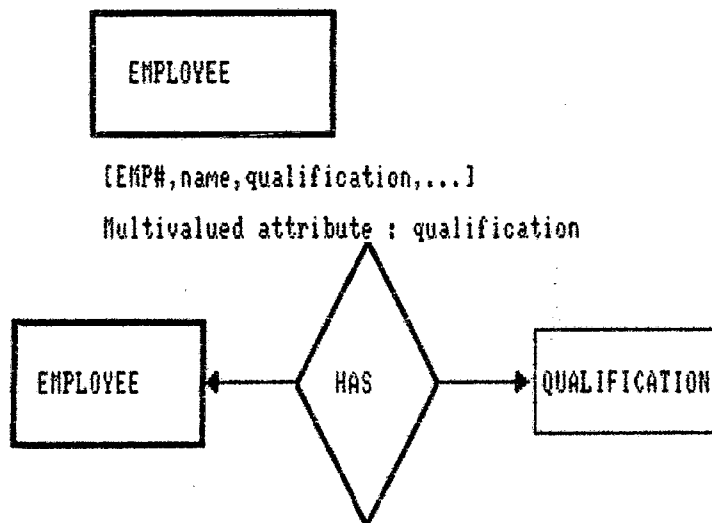 EMPLOYEE
[EMP#,name,qualification,...]
Multivalued attribute : qualification
EMPLOYEE
HAS
QUALIFICATION